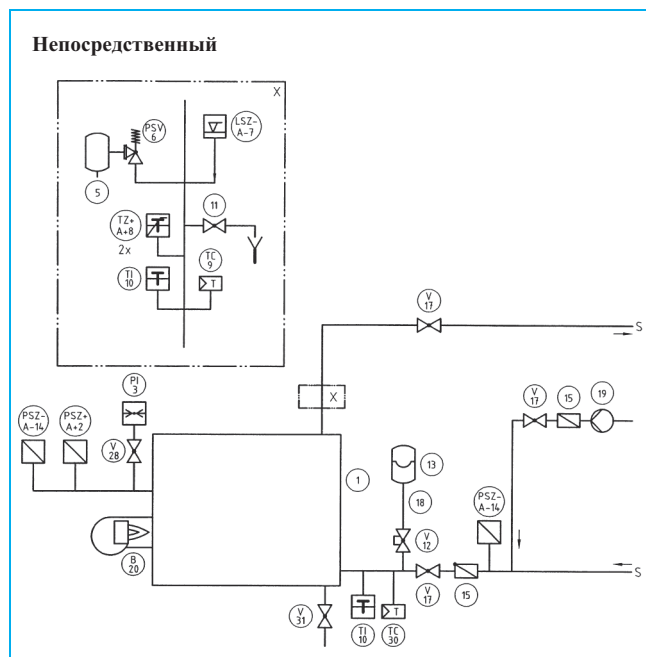 Непосредственный
X
PSV
6
LSZ-
A-7
5
11
TZ+
A+8
2x
TC
9
TI
10
T
V
17
S
X
PI
3
PSZ-
A-14
PSZ+
A+2
V
28
V
17
15
19
1
13
18
PSZ-
A-14
V
12
B
20
V
17
15
S
V
31
TI
10
TC
30
T